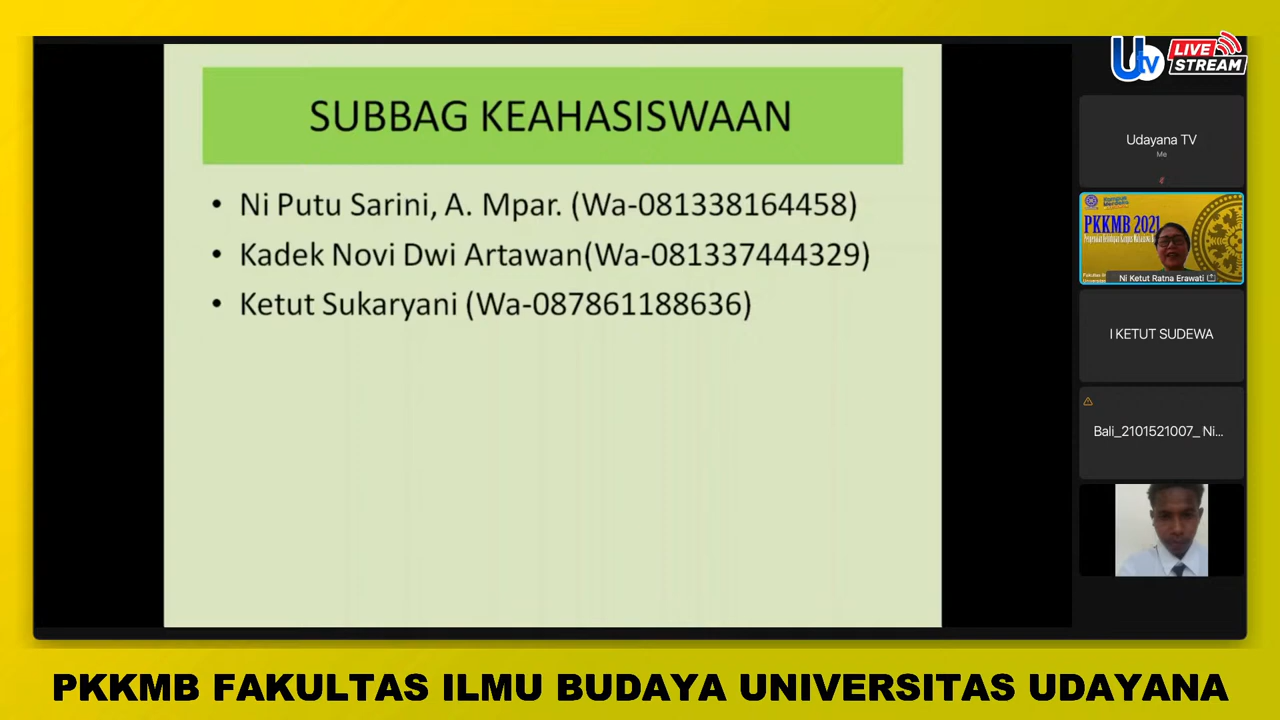 UTV LIVE STREAM
SUBBAG KEAHASISWAAN
• Ni Putu Sarini, A. Mpar. (Wa-081338164458)
• Kadek Novi Dwi Artawan(Wa-081337444329)
• Ketut Sukaryani (Wa-087861188636)
Udayana TV
Me
PKKMB 2021
Ni Ketut Ratna Erawati
I KETUT SUDEWA
Bali_2101521007_ Ni...
PKKMB FAKULTAS ILMU BUDAYA UNIVERSITAS UDAYANA